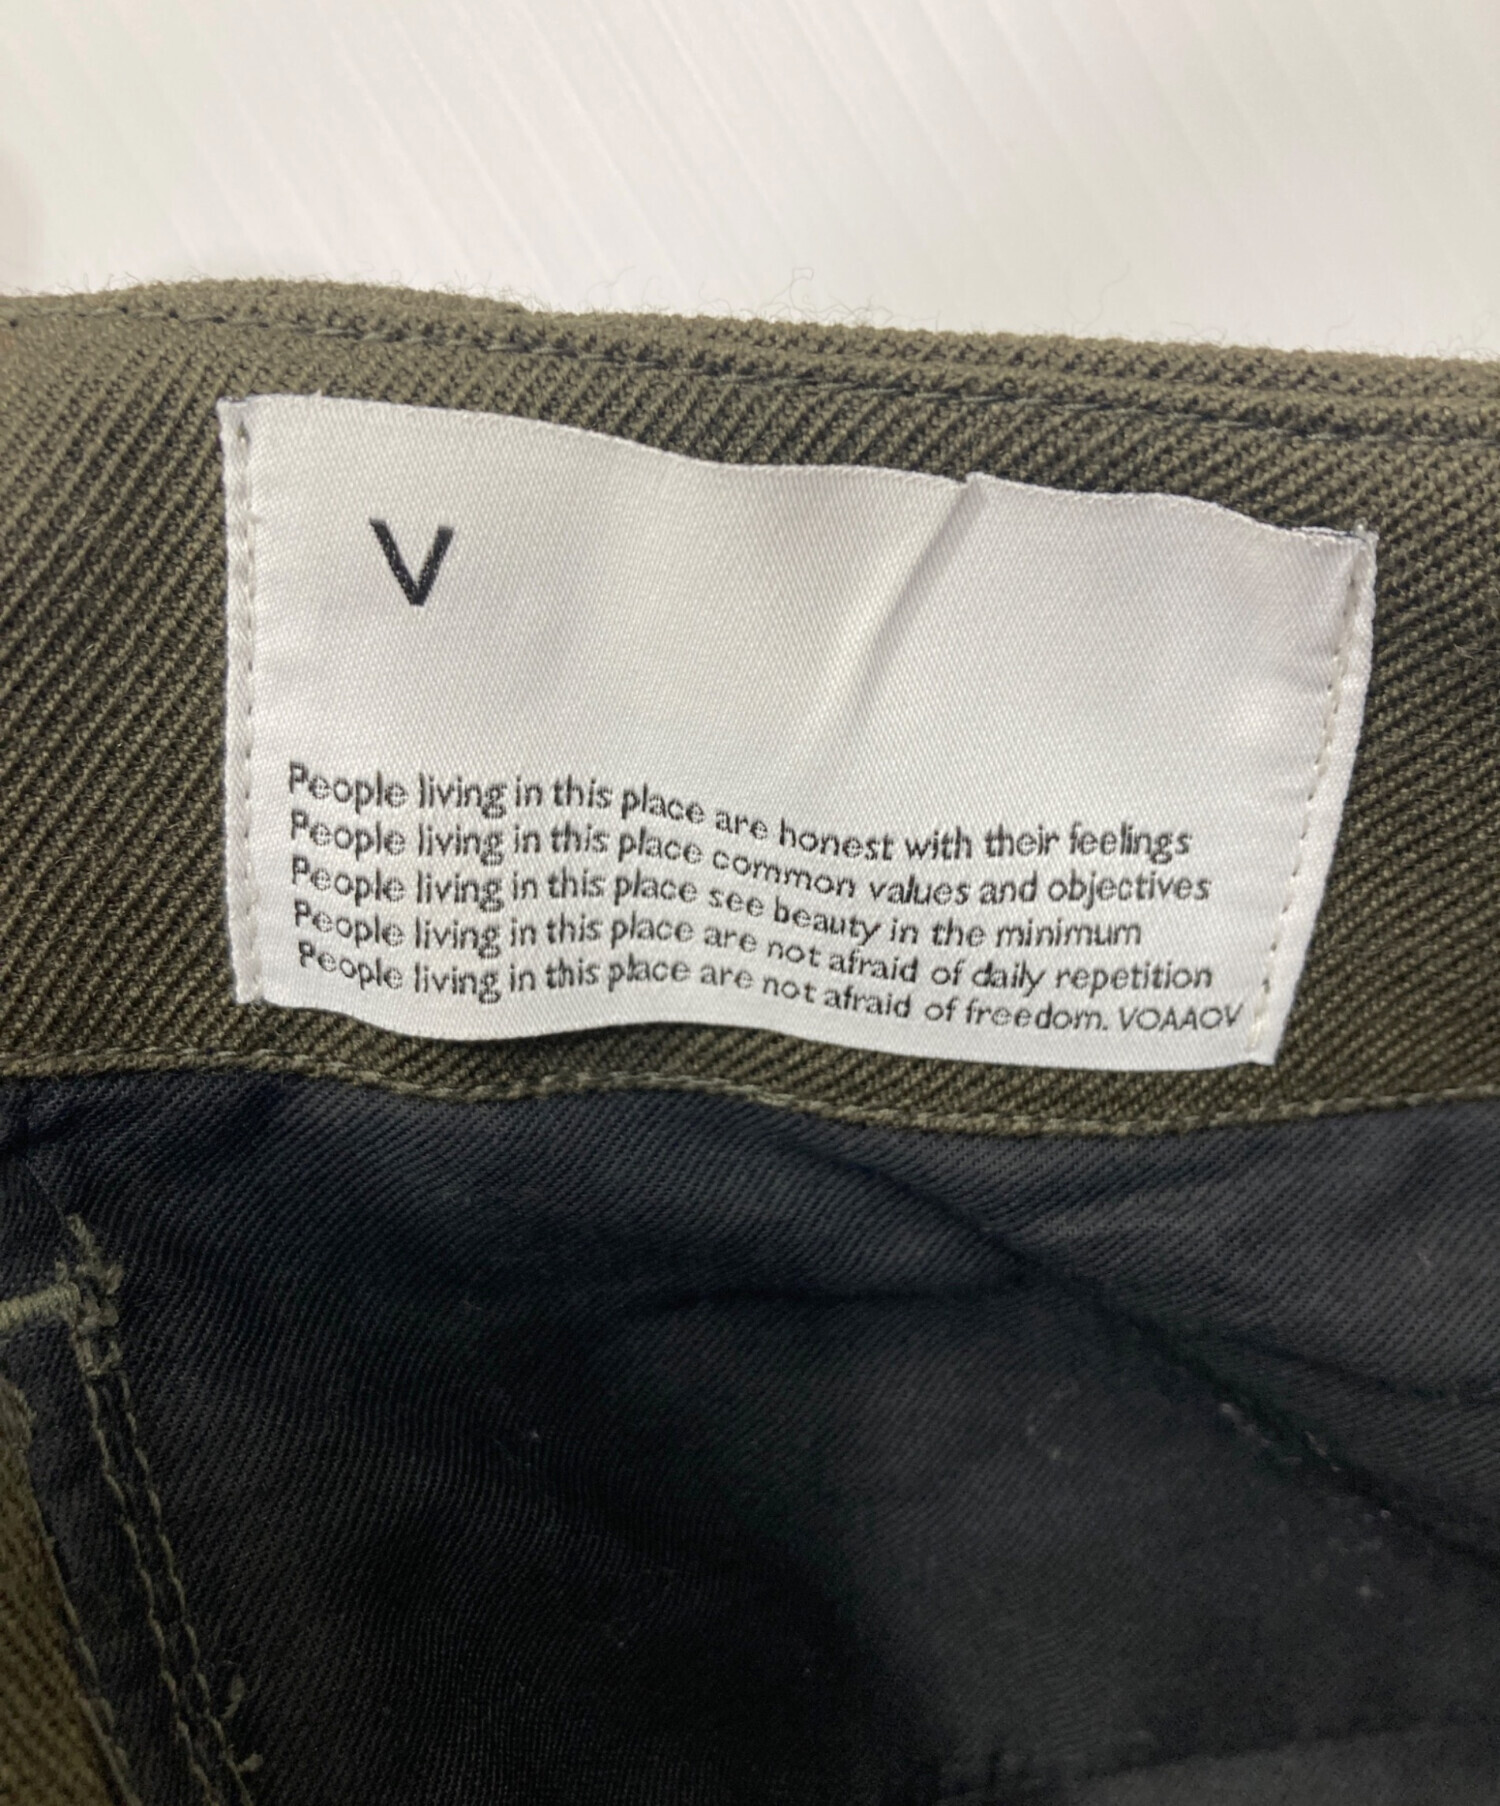 V
People living in this place are honest with their feelings
People living in this place common values and objectives
People living in this place see beauty in the minimum
People living in this place are not afraid of daily repetition
People living in this place are not afraid of freedom. VOAAOV